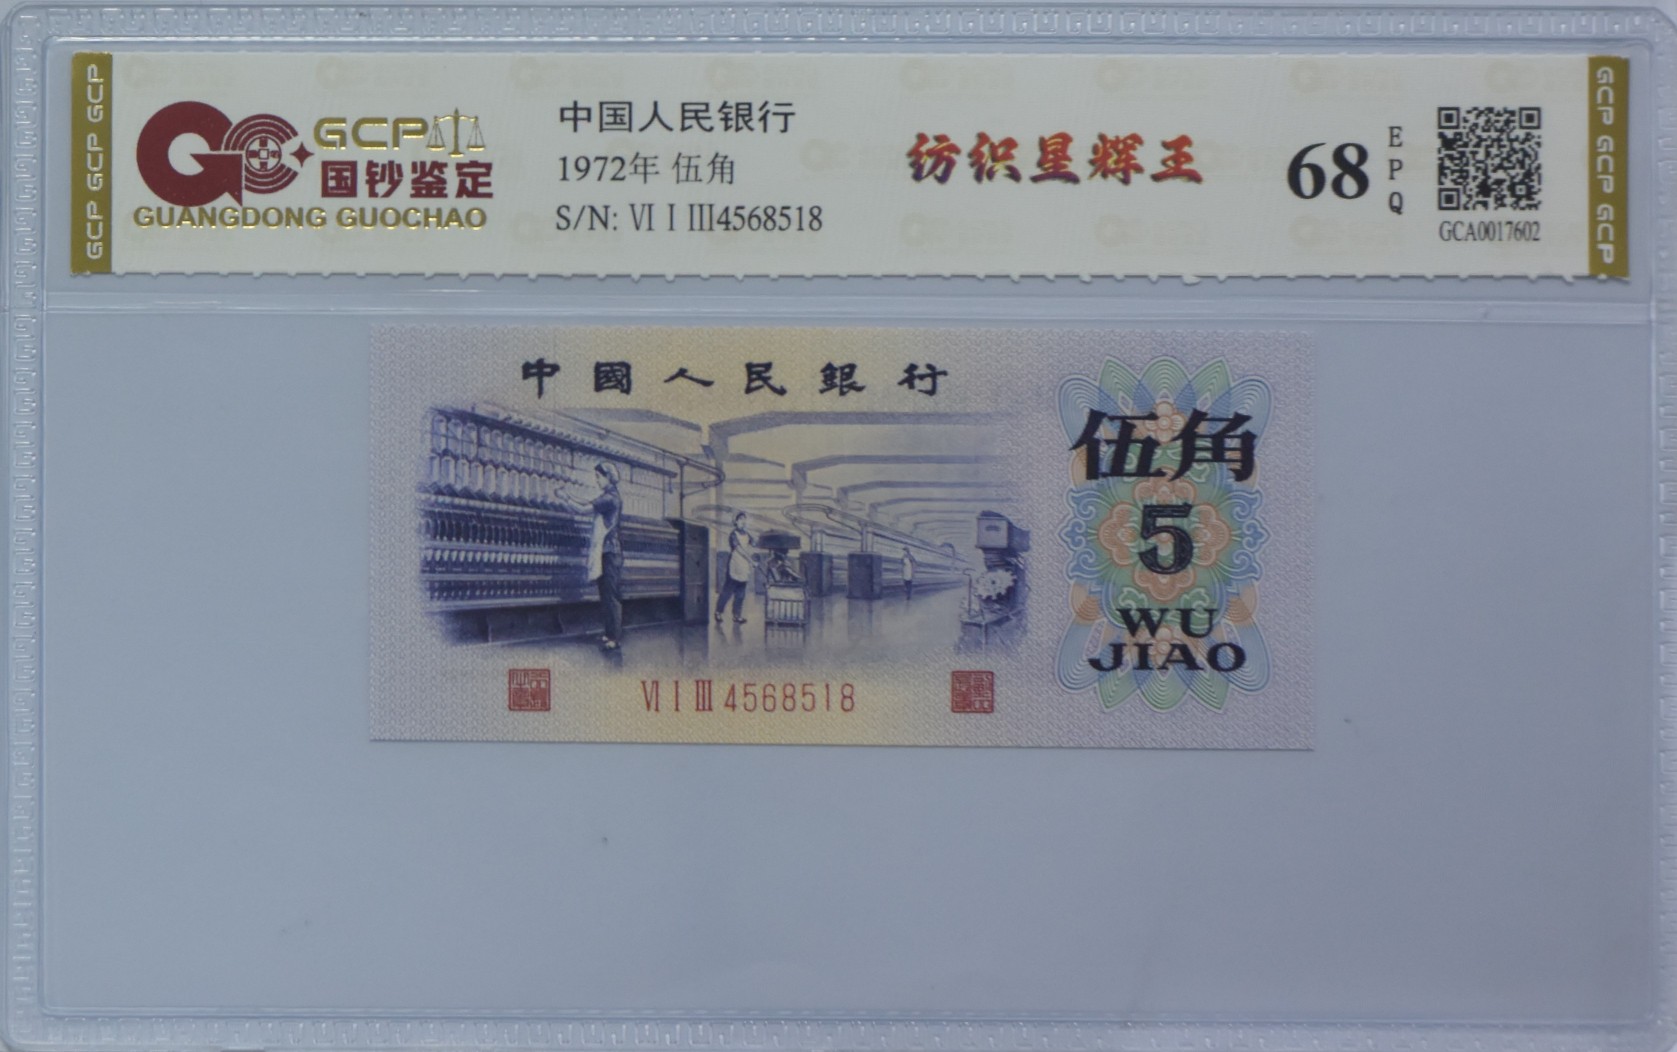 GCP GCP GCP
GCP
国钞鉴定
GUANGDONG GUOCHAO
中国人民银行
1972年 伍角
S/N: Ⅵ Ⅰ Ⅲ4568518
纺织星辉王
68
EPQ
GCA0017602
GCP GCP GCP
中國人民銀行
伍角
5
WU
JIAO
Ⅵ Ⅰ Ⅲ 4568518